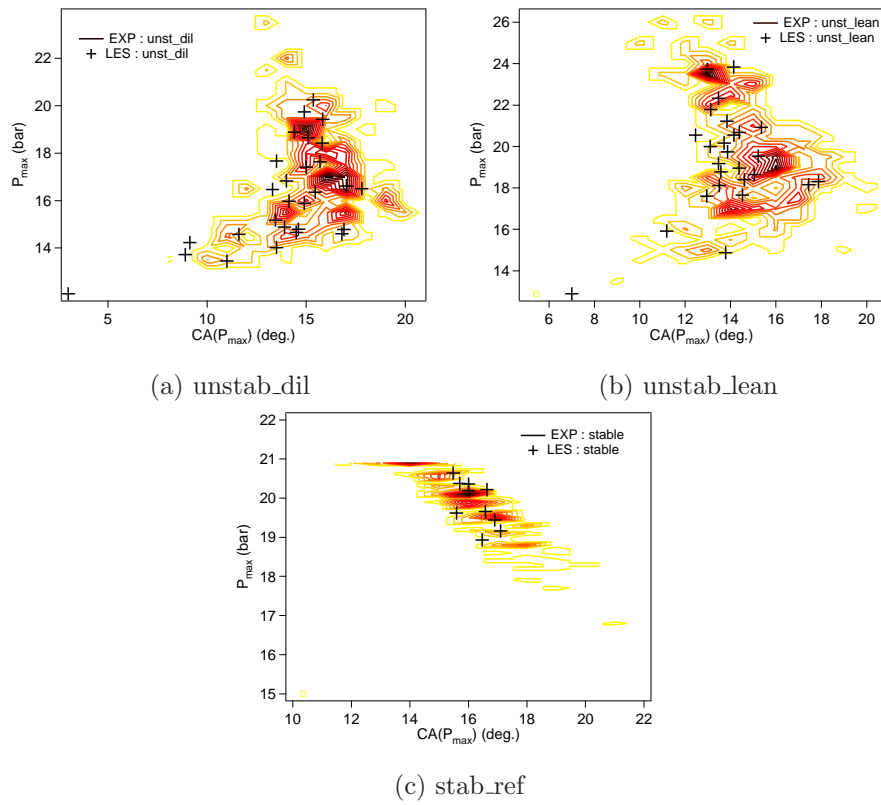 EXP : unst_dil
LES : unst_dil
22
20
18
16
14
P_max (bar)
5
10
15
20
CA(P_max) (deg.)
(a) unstab_dil
EXP : unst_lean
LES : unst_lean
26
24
22
20
18
16
14
P_max (bar)
6
8
10
12
14
16
18
20
CA(P_max) (deg.)
(b) unstab_lean
EXP : stable
LES : stable
22
21
20
19
18
17
16
15
P_max (bar)
10
12
14
16
18
20
22
CA(P_max) (deg.)
(c) stab_ref